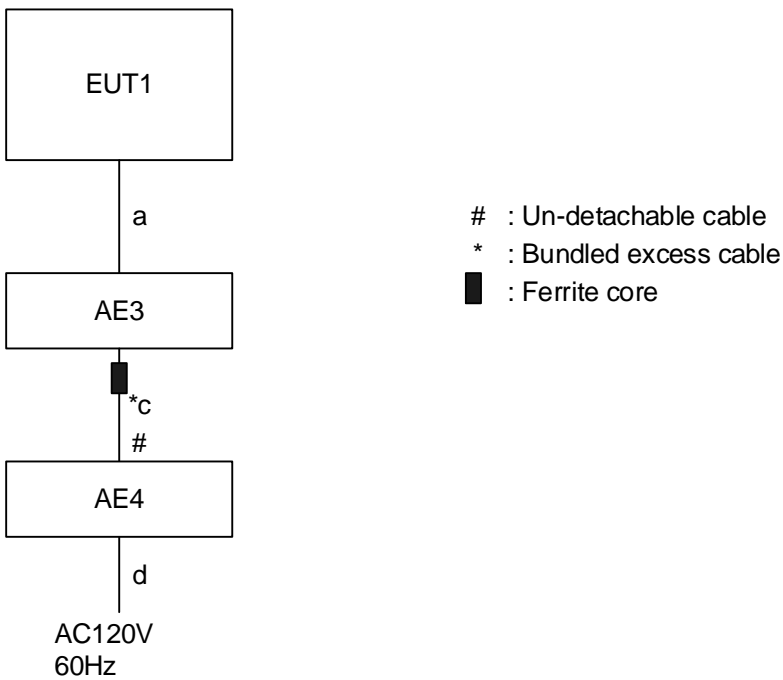 EUT1
a
AE3
*c
#
AE4
d
AC120V
60Hz
# : Un-detachable cable
* : Bundled excess cable
: Ferrite core